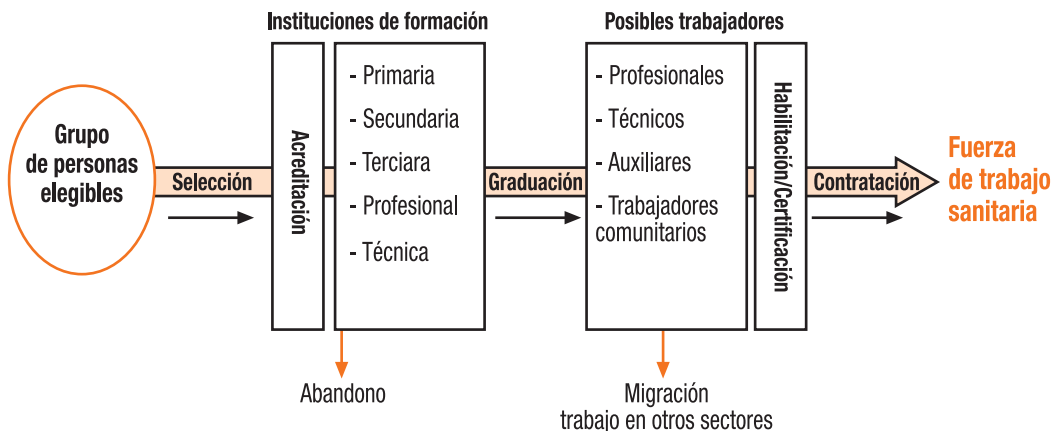 Instituciones de formación
Posibles trabajadores
Grupo
de personas
elegibles
Selección
Acreditación
- Primaria
- Secundaria
- Terciara
- Profesional
- Técnica
Graduación
- Profesionales
- Técnicos
- Auxiliares
- Trabajadores
comunitarios
Habilitación/Certificación
Contratación
Fuerza
de trabajo
sanitaria
Abandono
Migración
trabajo en otros sectores